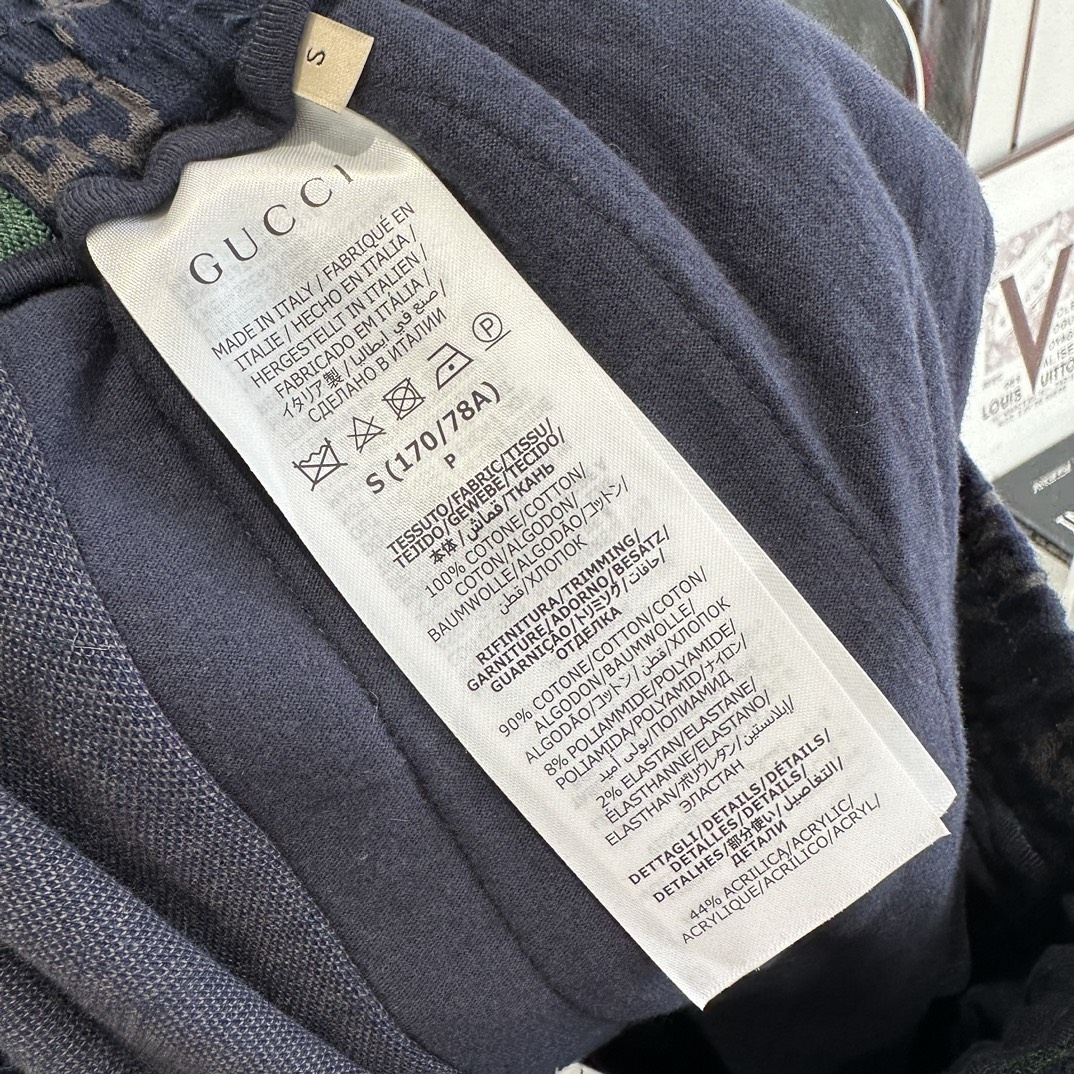 S
GUCCI
MADE IN ITALY / FABRIQUÉ EN
ITALIE / HECHO EN ITALIA /
HERGESTELLT IN ITALIEN /
FABRICADO EM ITÁLIA /
イタリア製 / صنع في ايطاليا /
СДЕЛАНО В ИТАЛИИ
P
S(170/78A)
P
TESSUTO/FABRIC/TISSU/
TEJIDO/GEWEBE/TECIDO/
本体/قماش/ТКАНЬ
100% COTONE/COTTON/
COTON/ALGODON/
BAUMWOLLE/ALGODÃO/コットン/
قطن/ХЛОПОК
RIFINITURA/TRIMMING/
GARNITURE/ADORNO/BESATZ/
GUARNIÇÃO/トリミング/حافات/
ОТДЕЛКА
90% COTONE/COTTON/COTON/
ALGODON/BAUMWOLLE/
ALGODÃO/コットン/قطن/ХЛОПОК
8% POLIAMMIDE/POLYAMIDE/
POLIAMIDA/POLYAMID/ナイロン/
بولي اميد/ПОЛИАМИД
2% ELASTAN/ELASTANE/
ÉLASTHANNE/ELASTANO/
ELASTHAN/ポリウレタン/إيلاستين/
ЭЛАСТАН
DETTAGLI/DETAILS/DÉTAILS/
DETALLES/DETAILS/
DETALHES/部分使い/التفاصيل/
ДЕТАЛИ
44% ACRILICA/ACRYLIC/
ACRYLIQUE/ACRILICO/ACRYL/
V
LOUIS VUITTON